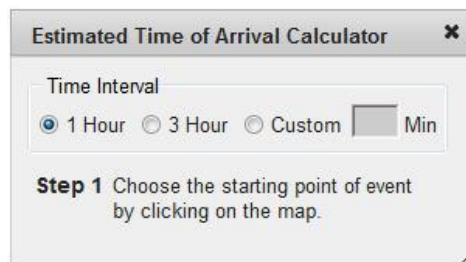 Estimated Time of Arrival Calculator
Time Interval
1 Hour 3 Hour Custom Min
Step 1 Choose the starting point of event
by clicking on the map.